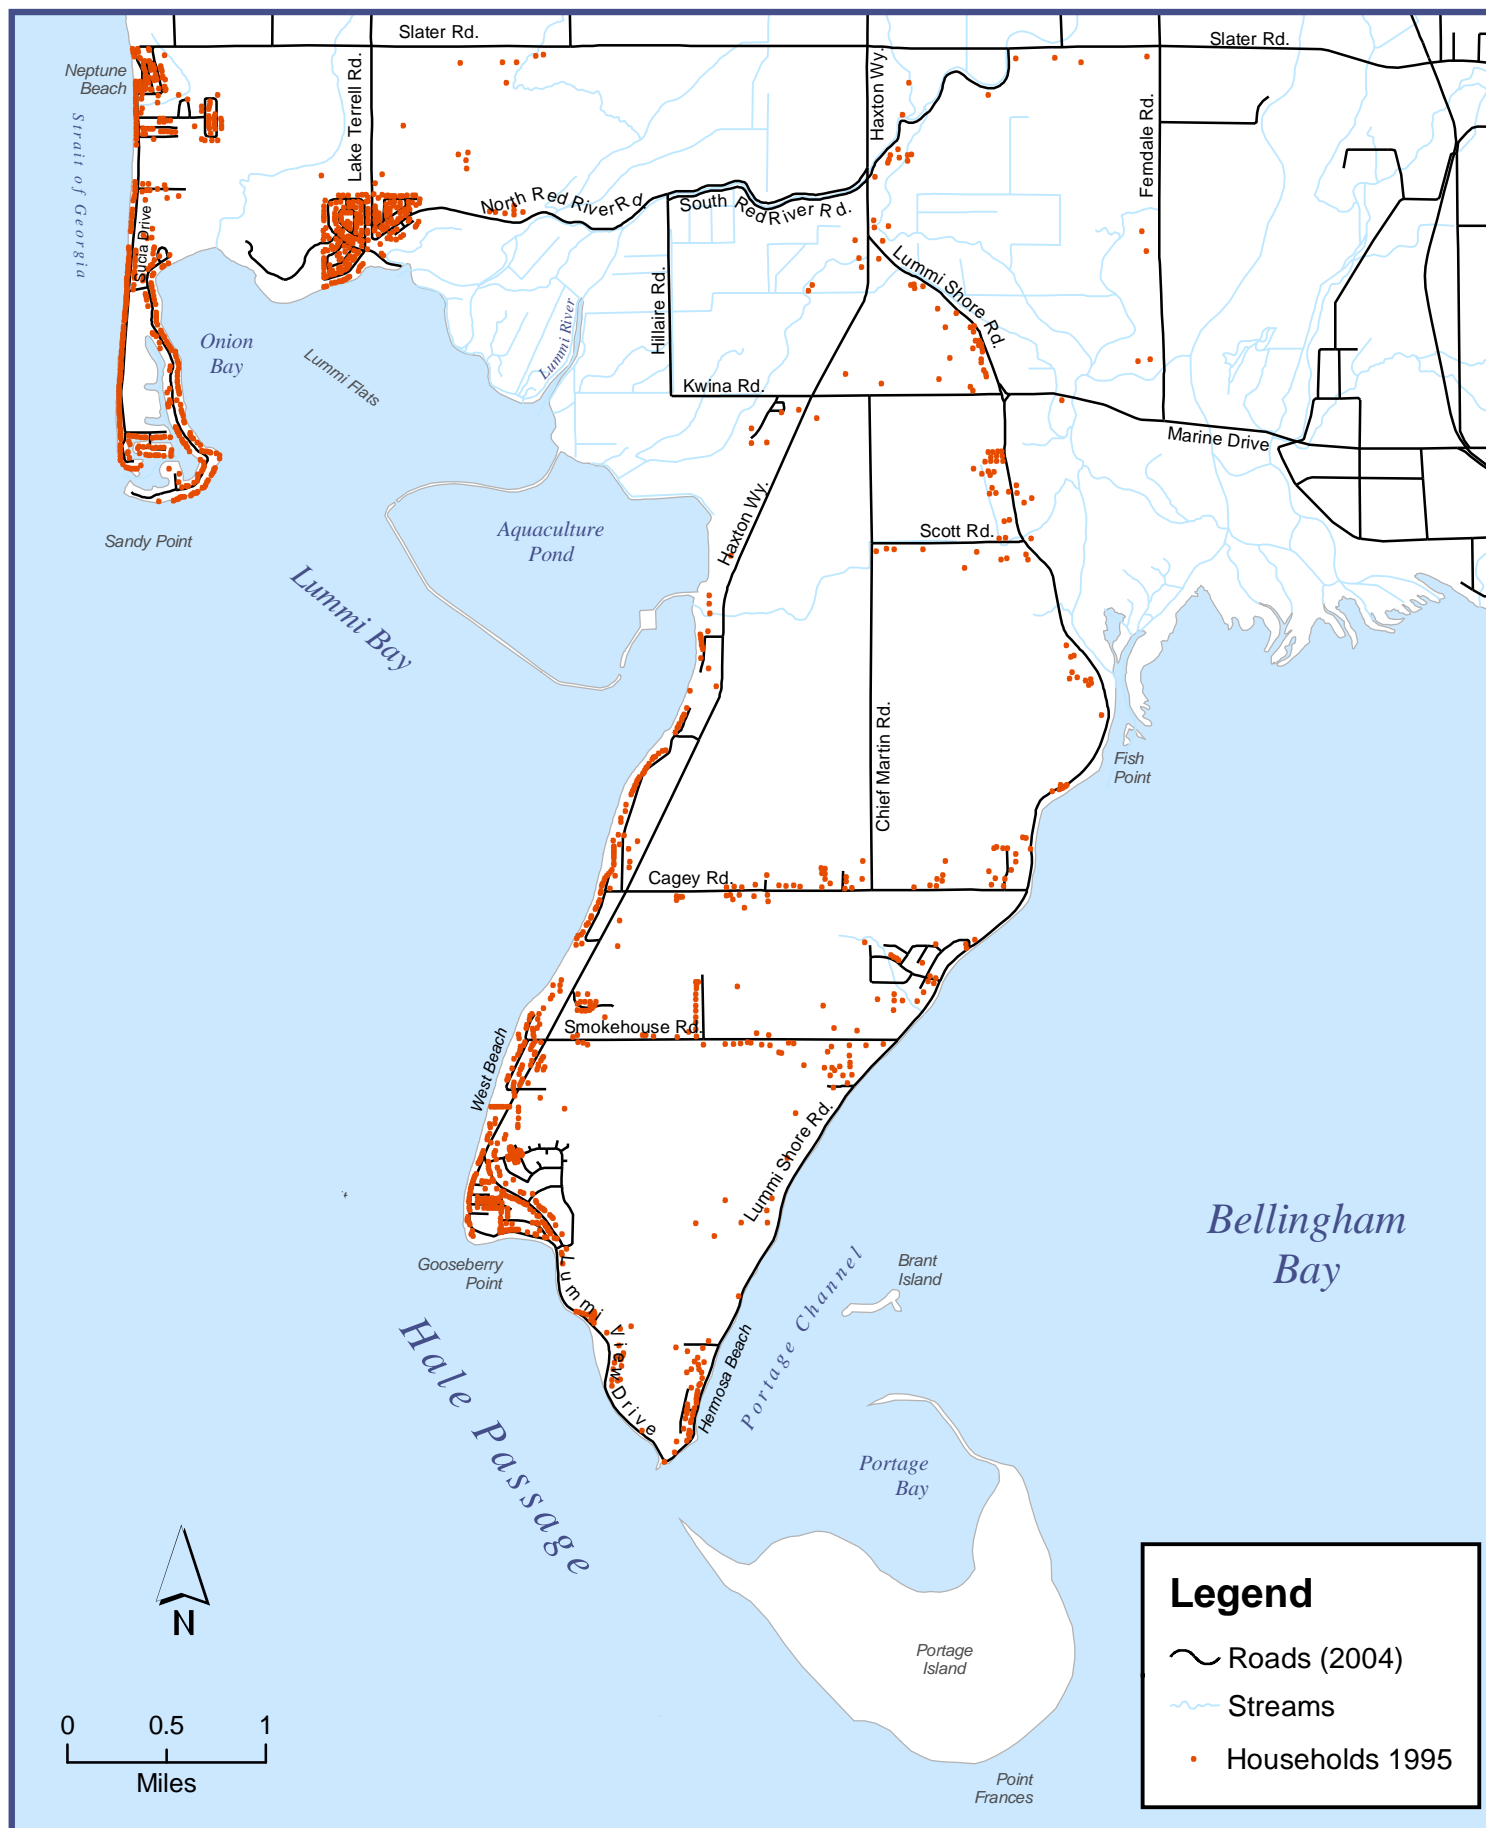 Slater Rd.
Slater Rd.
Neptune
Beach
Strait of Georgia
Lake Terrell Rd.
Haxton Wy.
Ferndale Rd.
North Red River Rd.
South Red River Rd.
Sucia Drive
Lummi Shore Rd.
Hillaire Rd.
Lummi River
Onion
Bay
Lummi Flats
Kwina Rd.
Marine Drive
Haxton Wy.
Scott Rd.
Aquaculture
Pond
Sandy Point
Lummi Bay
Chief Martin Rd.
Fish
Point
Cagey Rd.
Smokehouse Rd.
West Beach
Lummi Shore Rd.
Bellingham
Bay
Gooseberry
Point
Lummi View Drive
Brant
Island
Portage Channel
Hermosa Beach
Hale Passage
Portage
Bay
Portage
Island
Point
Frances
N
0 0.5 1
Miles
Legend
Roads (2004)
Streams
Households 1995